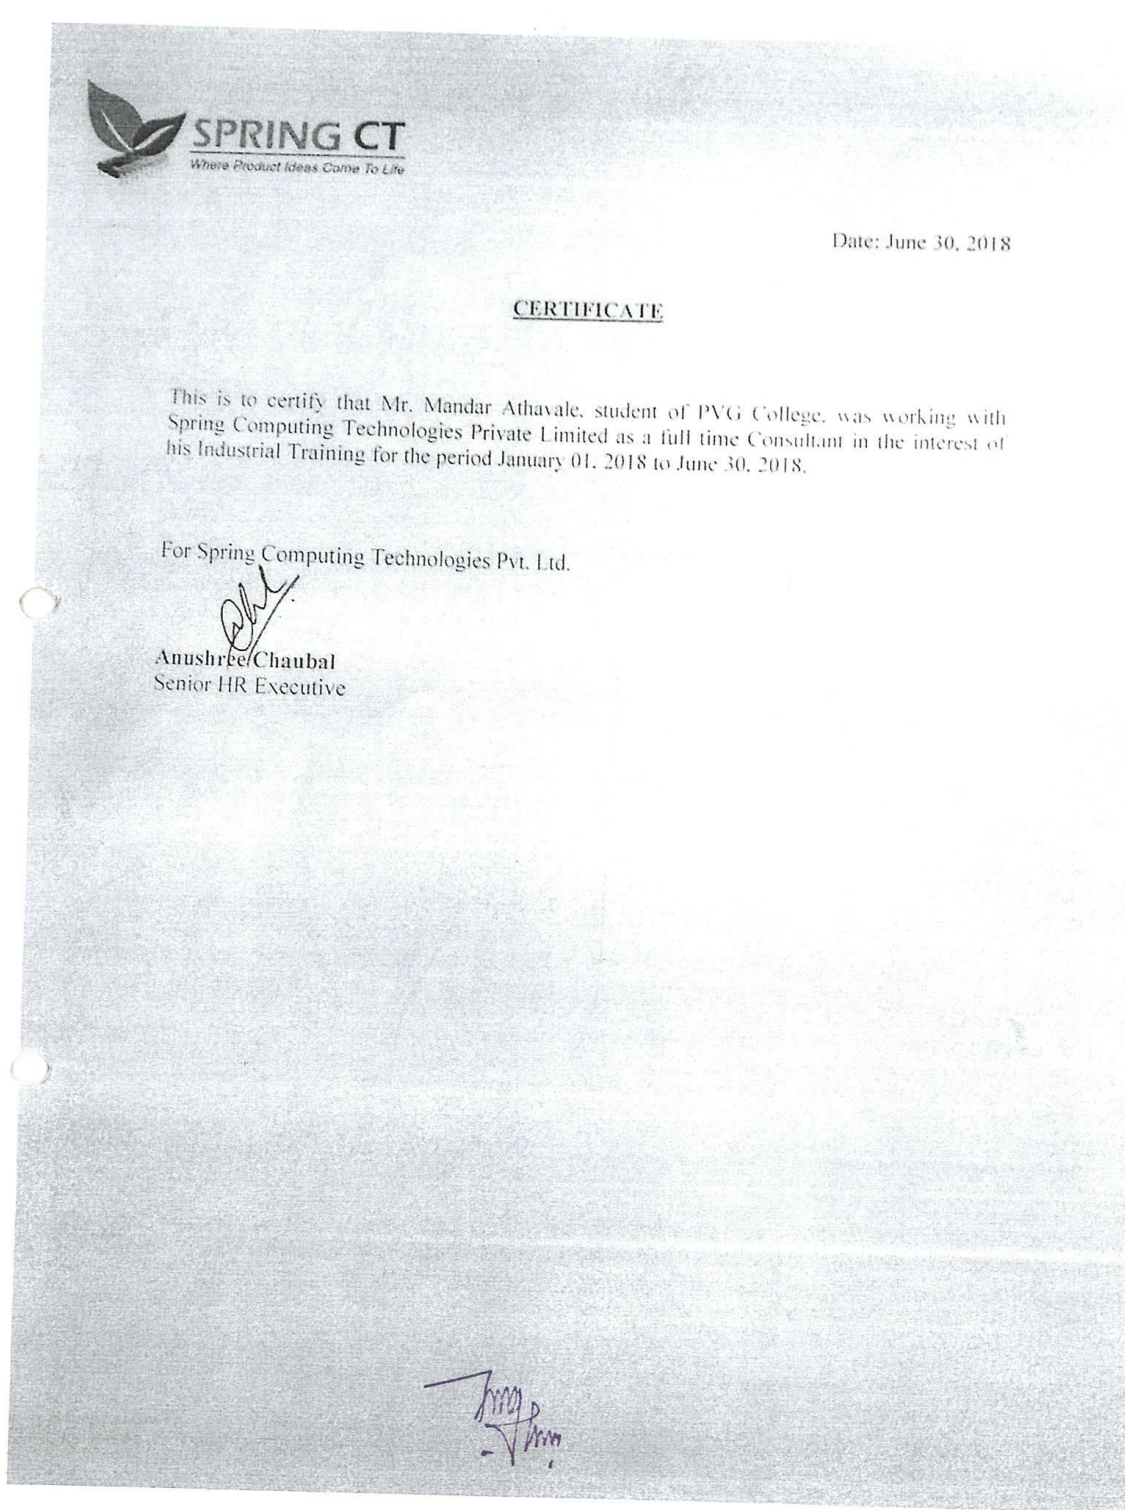 SPRING CT
Where Product Ideas Come To Life
Date: June 30, 2018
CERTIFICATE
This is to certify that Mr. Mandar Athavale, student of PVG College, was working with
Spring Computing Technologies Private Limited as a full time Consultant in the interest of
his Industrial Training for the period January 01, 2018 to June 30, 2018.
For Spring Computing Technologies Pvt. Ltd.
Anushree Chaubal
Senior HR Executive